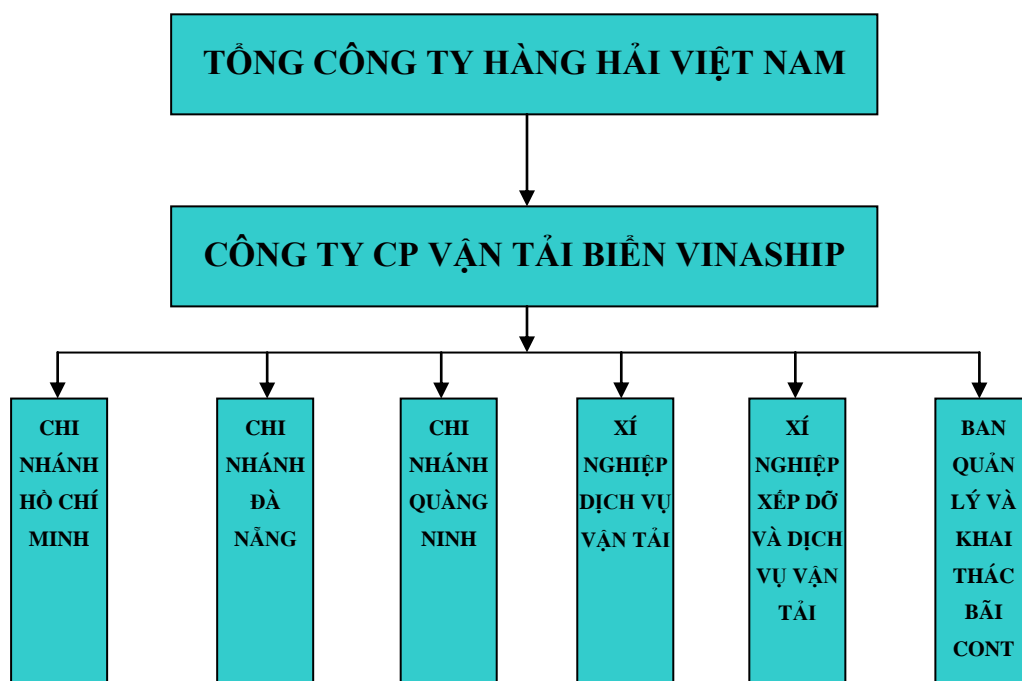 TỔNG CÔNG TY HÀNG HẢI VIỆT NAM
CÔNG TY CP VẬN TẢI BIỂN VINASHIP
CHI
NHÁNH
HỒ CHÍ
MINH
CHI
NHÁNH
ĐÀ
NẴNG
CHI
NHÁNH
QUÀNG
NINH
XÍ
NGHIỆP
DỊCH VỤ
VẬN TẢI
XÍ
NGHIỆP
XẾP DỠ
VÀ DỊCH
VỤ VẬN
TẢI
BAN
QUẢN
LÝ VÀ
KHAI
THÁC
BÃI
CONT